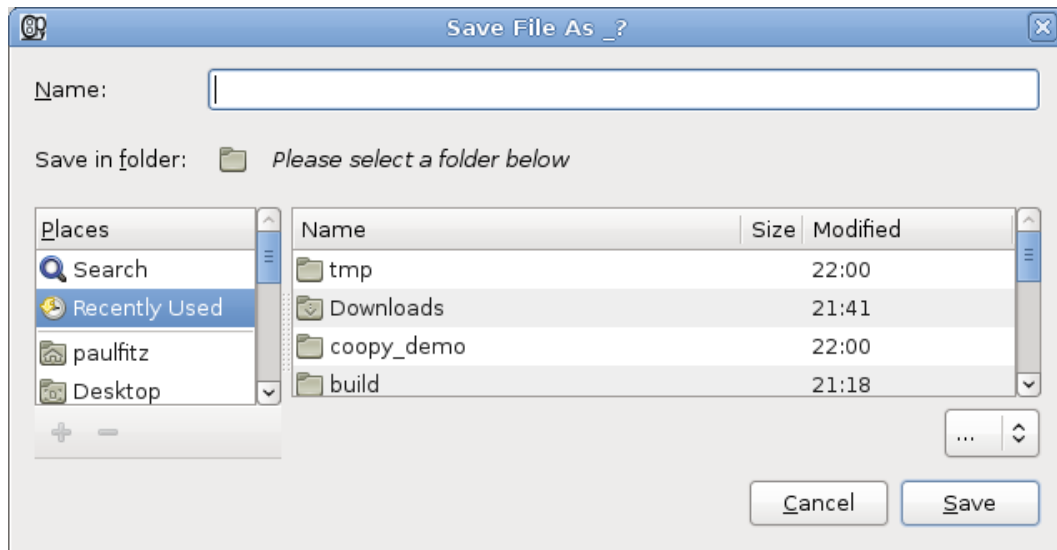 Save File As _?
Name:
Save in folder: Please select a folder below
Places
Search
Recently Used
paulfitz
Desktop
Name Size Modified
tmp 22:00
Downloads 21:41
coopy_demo 22:00
build 21:18
...
Cancel Save